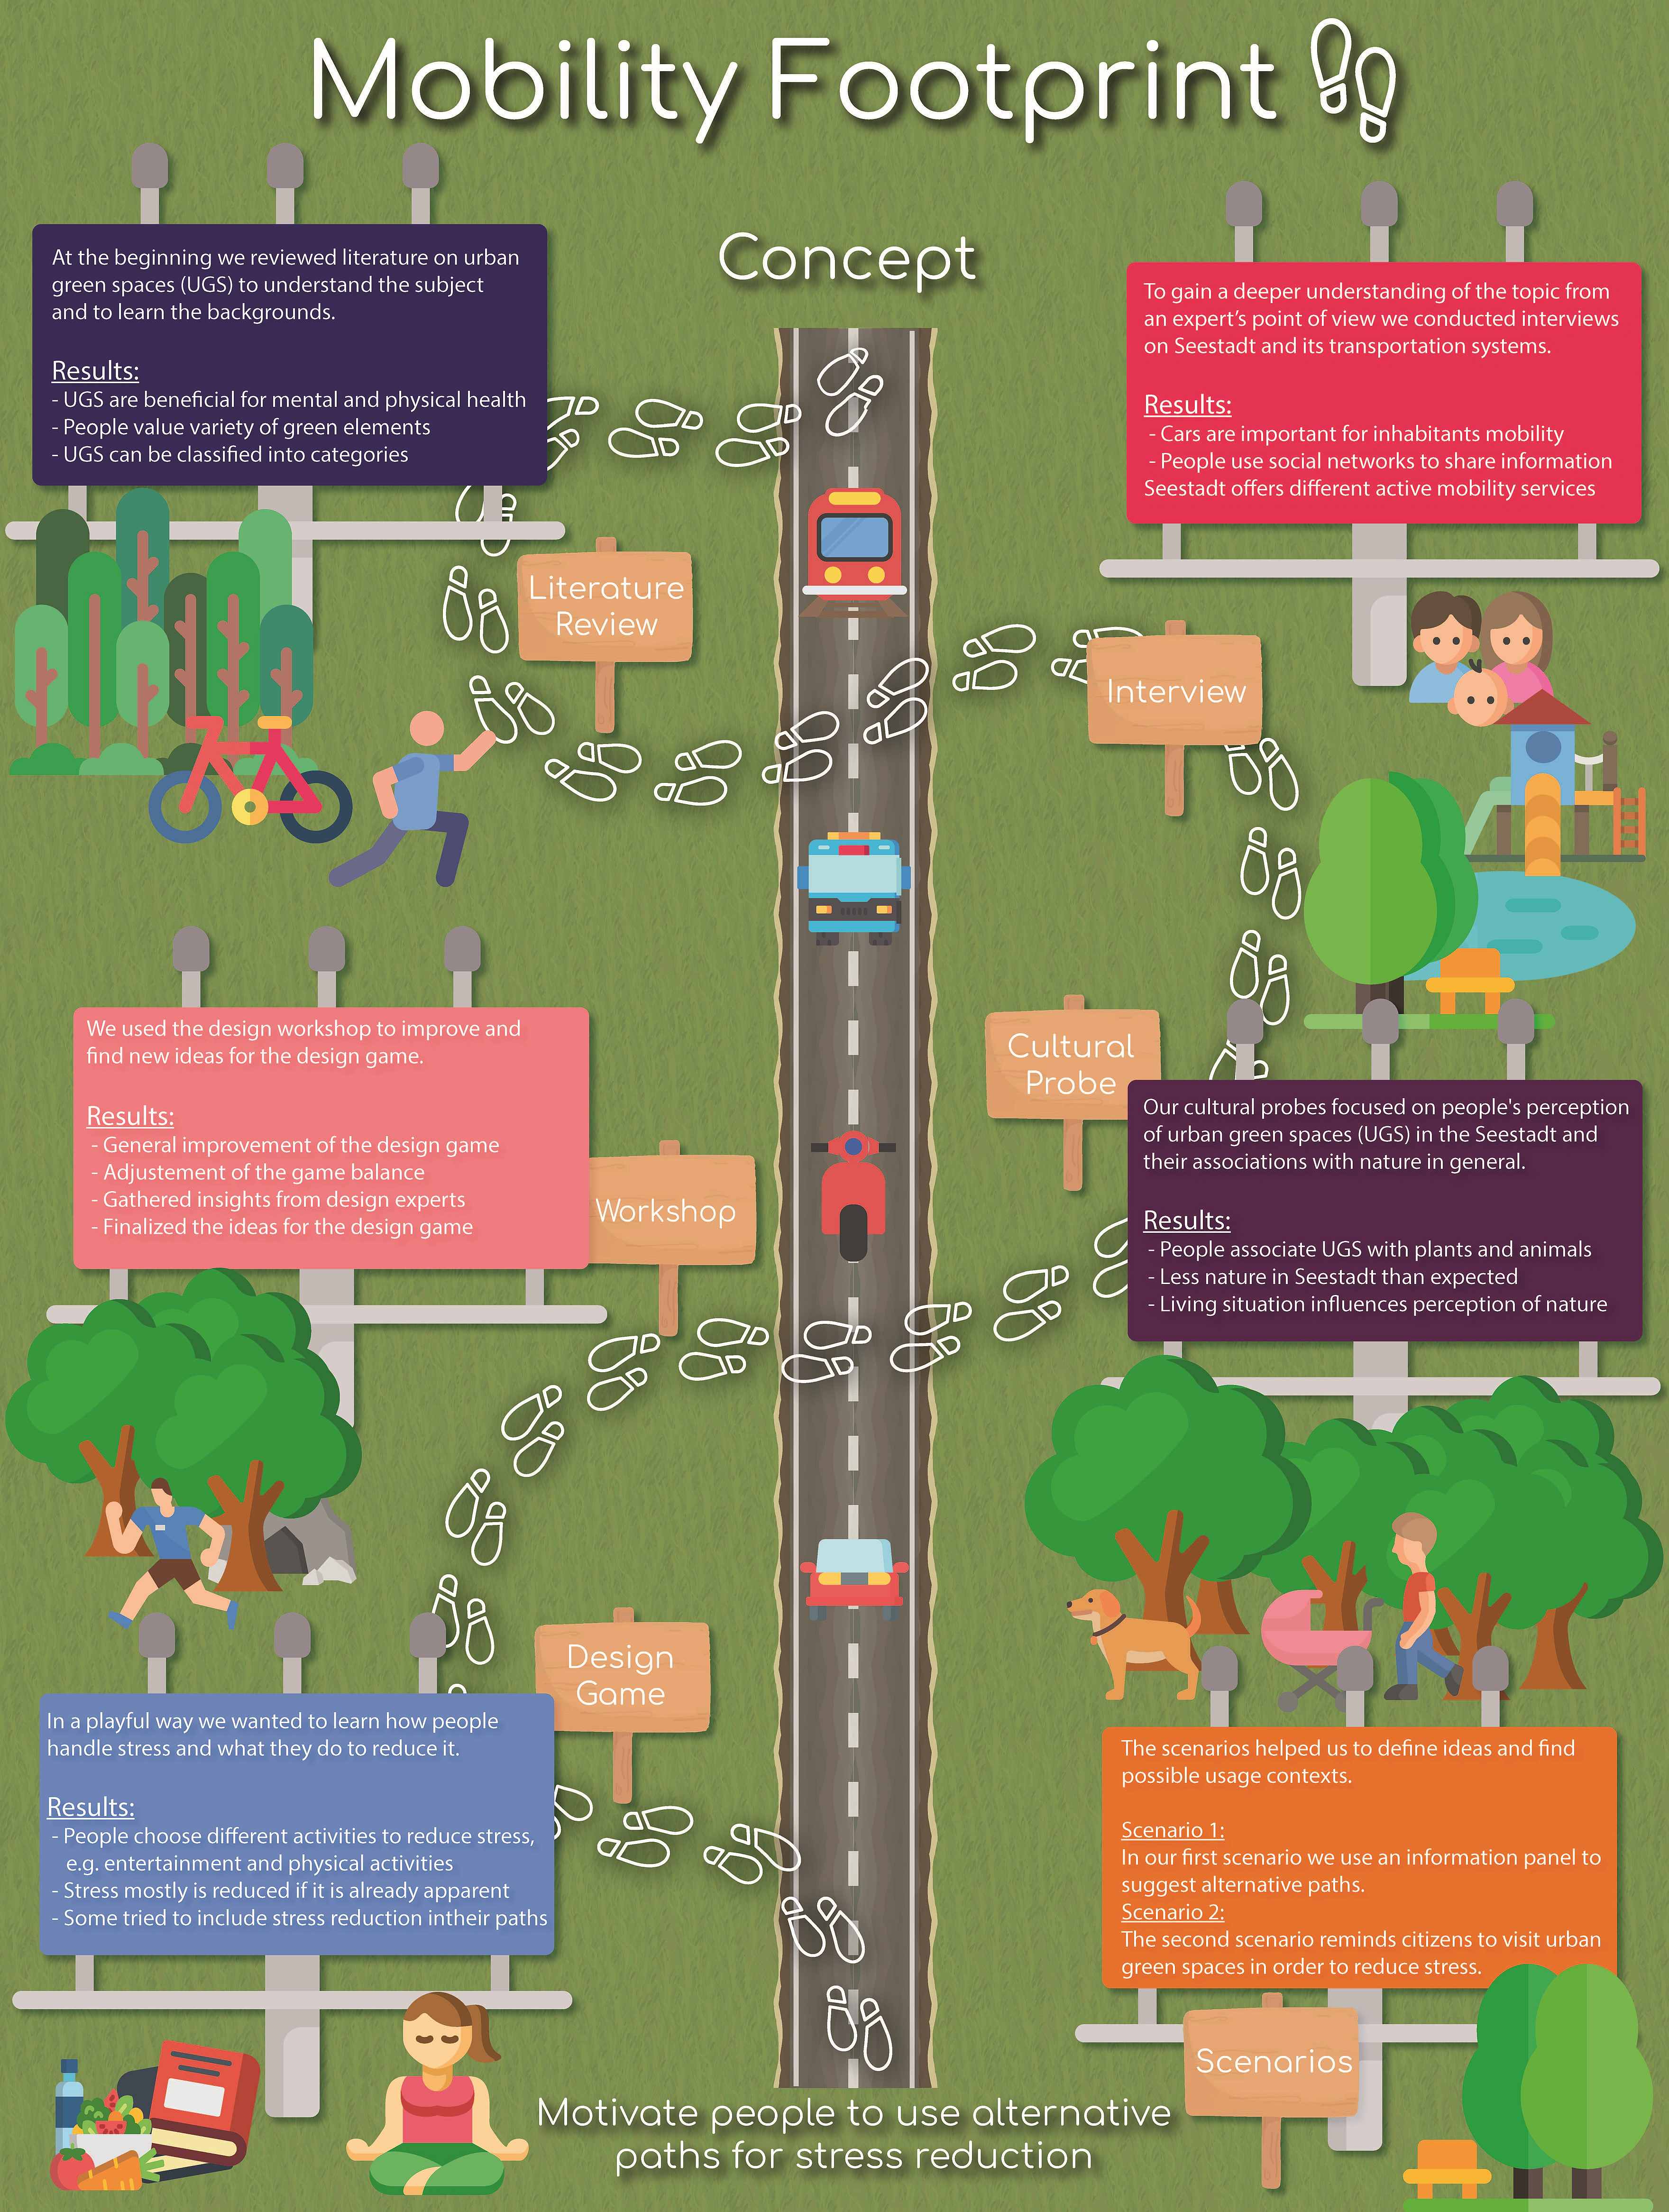 Mobility Footprint
Concept
At the beginning we reviewed literature on urban
green spaces (UGS) to understand the subject
and to learn the backgrounds.
Results:
- UGS are beneficial for mental and physical health
- People value variety of green elements
- UGS can be classified into categories
Literature
Review
To gain a deeper understanding of the topic from
an expert's point of view we conducted interviews
on Seestadt and its transportation systems.
Results:
- Cars are important for inhabitants mobility
- People use social networks to share information
Seestadt offers different active mobility services
Interview
Cultural
Probe
Our cultural probes focused on people's perception
of urban green spaces (UGS) in the Seestadt and
their associations with nature in general.
Results:
- People associate UGS with plants and animals
- Less nature in Seestadt than expected
- Living situation influences perception of nature
We used the design workshop to improve and
find new ideas for the design game.
Results:
- General improvement of the design game
- Adjustement of the game balance
- Gathered insights from design experts
- Finalized the ideas for the design game
Workshop
Design
Game
In a playful way we wanted to learn how people
handle stress and what they do to reduce it.
Results:
- People choose different activities to reduce stress,
e.g. entertainment and physical activities
- Stress mostly is reduced if it is already apparent
- Some tried to include stress reduction intheir paths
The scenarios helped us to define ideas and find
possible usage contexts.
Scenario 1:
In our first scenario we use an information panel to
suggest alternative paths.
Scenario 2:
The second scenario reminds citizens to visit urban
green spaces in order to reduce stress.
Scenarios
Motivate people to use alternative
paths for stress reduction